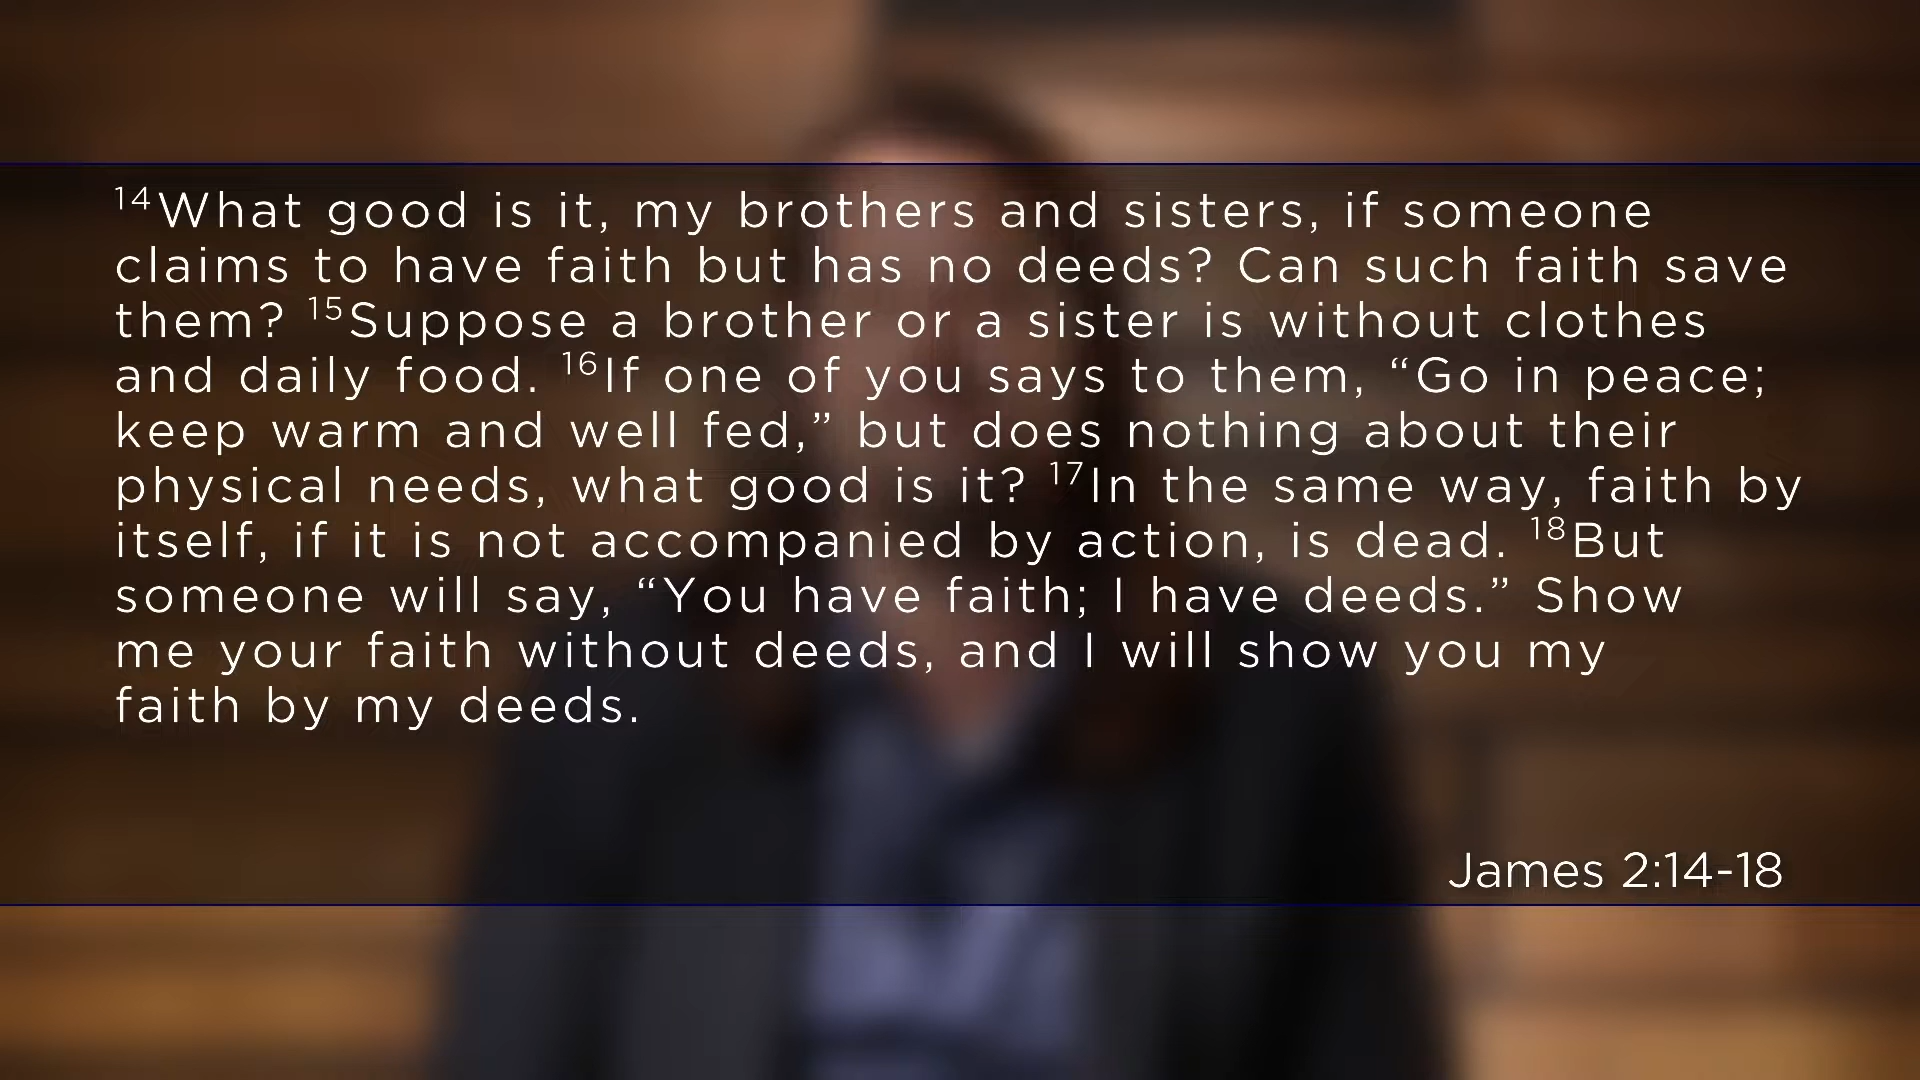 14What good is it, my brothers and sisters, if someone
claims to have faith but has no deeds? Can such faith save
them? 15Suppose a brother or a sister is without clothes
and daily food. 16If one of you says to them, “Go in peace;
keep warm and well fed,” but does nothing about their
physical needs, what good is it? 17In the same way, faith by
itself, if it is not accompanied by action, is dead. 18But
someone will say, “You have faith; I have deeds.” Show
me your faith without deeds, and I will show you my
faith by my deeds.
James 2:14-18